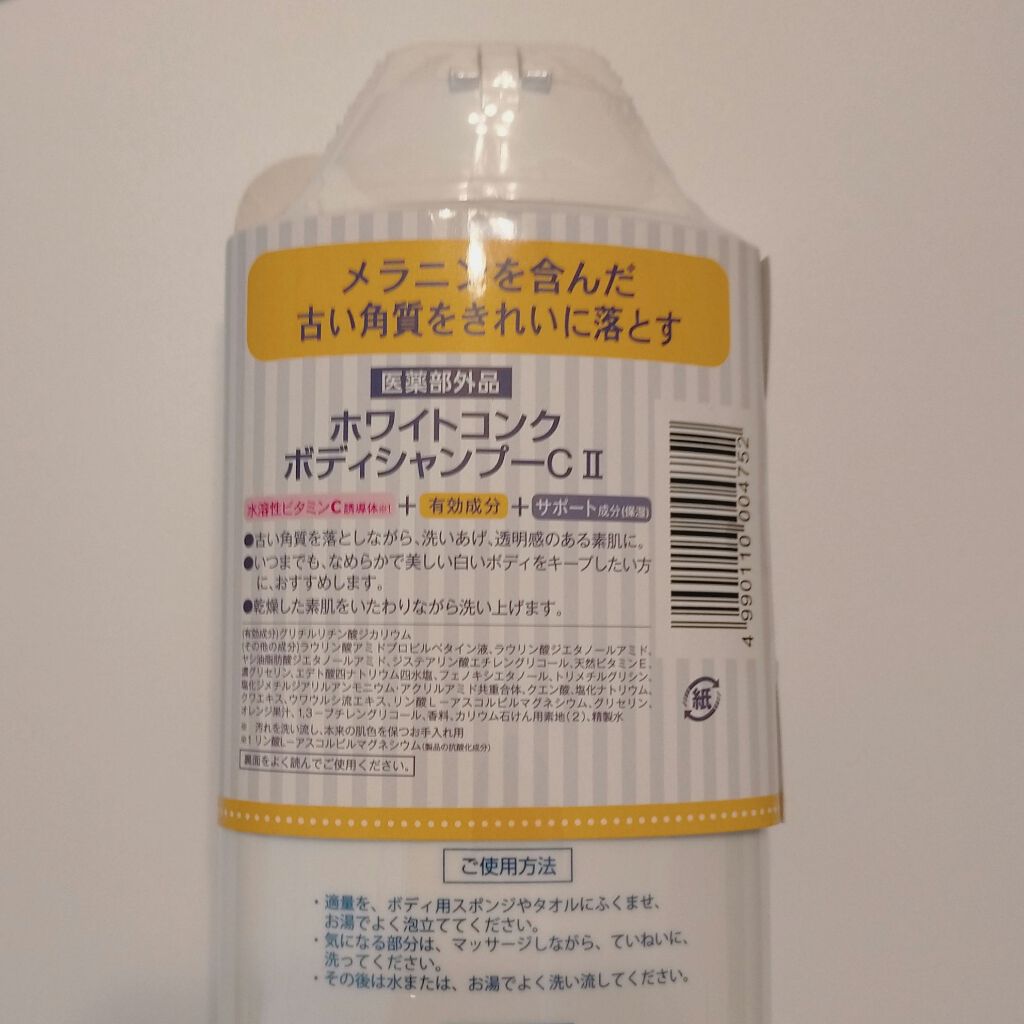 メラニンを含んだ
古い角質をきれいに落とす
医薬部外品
ホワイトコンク
ボディシャンプーC II
水溶性ビタミンC誘導体※1 + 有効成分 + サポート成分(保湿)
●古い角質を落としながら、洗いあげ、透明感のある素肌に。
●いつまでも、なめらかで美しい白いボディをキープしたい方
に、おすすめします。
●乾燥した素肌をいたわりながら洗い上げます。
(有効成分)グリチルリチン酸ジカリウム
(その他の成分)ラウリン酸アミドプロピルベタイン液、ラウリン酸ジエタノールアミド、
ヤシ油脂肪酸ジエタノールアミド、ジステアリン酸エチレングリコール、天然ビタミンE、
濃グリセリン、エデト酸四ナトリウム四水塩、フェノキシエタノール、トリメチルグリシン、
塩化ジメチルジアリルアンモニウム・アクリルアミド共重合体、クエン酸、塩化ナトリウム、
クワエキス、ウワウルシ流エキス、リン酸L-アスコルビルマグネシウム、グリセリン、
オレンジ果汁、1,3-ブチレングリコール、香料、カリウム石けん用素地(2)、精製水
※ 汚れを洗い流し、本来の肌色を保つお手入れ用
※1 リン酸L-アスコルビルマグネシウム(製品の抗酸化成分)
裏面をよく読んでご使用ください。
4 990110 004752
紙
ご使用方法
・適量を、ボディ用スポンジやタオルにふくませ、
お湯でよく泡立ててください。
・気になる部分は、マッサージしながら、ていねいに、
洗ってください。
・その後は水または、お湯でよく洗い流してください。